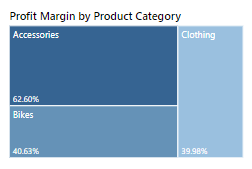 Profit Margin by Product Category
Accessories
62.60%
Bikes
40.63%
Clothing
39.98%